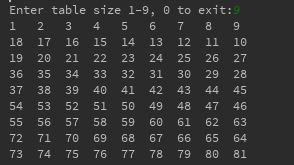 Enter table size 1-9, 0 to exit:9
1 2 3 4 5 6 7 8 9
18 17 16 15 14 13 12 11 10
19 20 21 22 23 24 25 26 27
36 35 34 33 32 31 30 29 28
37 38 39 40 41 42 43 44 45
54 53 52 51 50 49 48 47 46
55 56 57 58 59 60 61 62 63
72 71 70 69 68 67 66 65 64
73 74 75 76 77 78 79 80 81